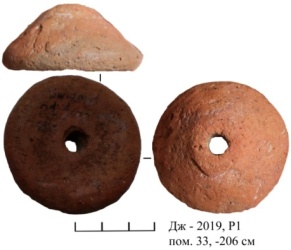 Дж - 2019, Р1
пом. 33, -206 см